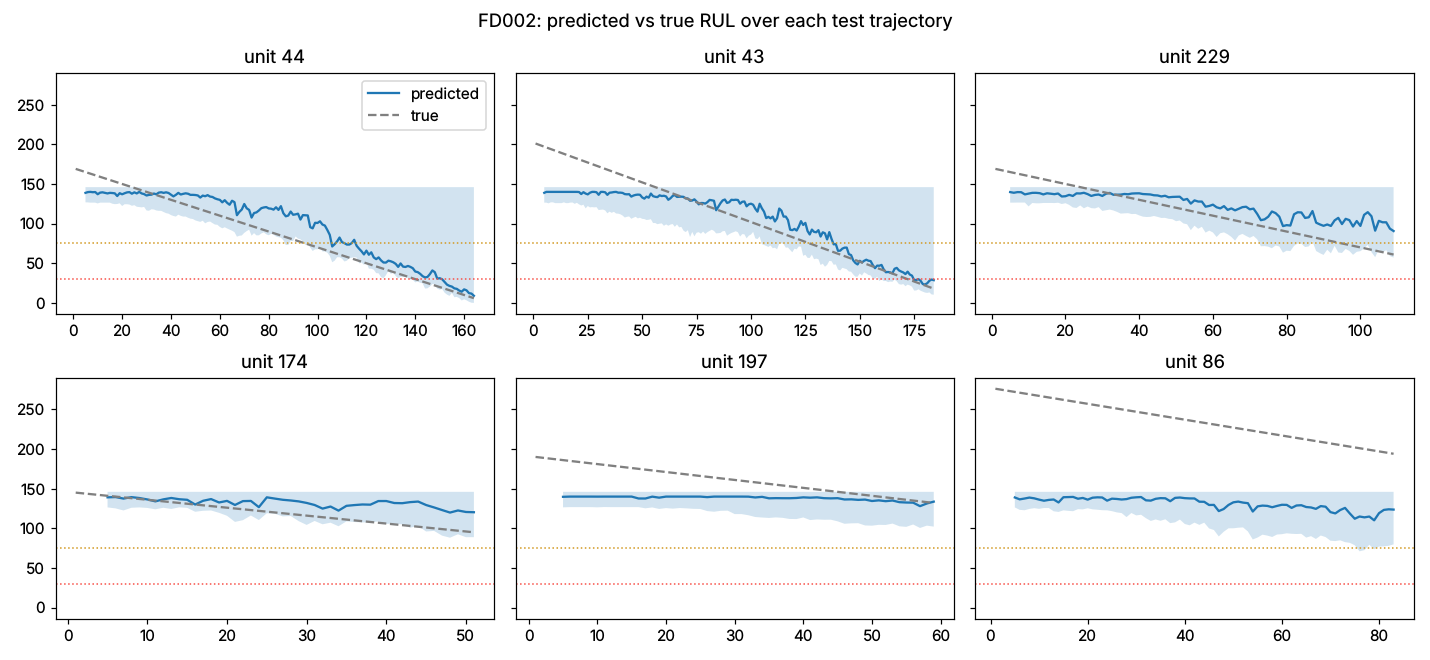 FD002: predicted vs true RUL over each test trajectory
unit 44
unit 43
unit 229
predicted
true
250
200
150
100
50
0
0 20 40 60 80 100 120 140 160
0 25 50 75 100 125 150 175
0 20 40 60 80 100
unit 174
unit 197
unit 86
250
200
150
100
50
0
0 10 20 30 40 50
0 10 20 30 40 50 60
0 20 40 60 80